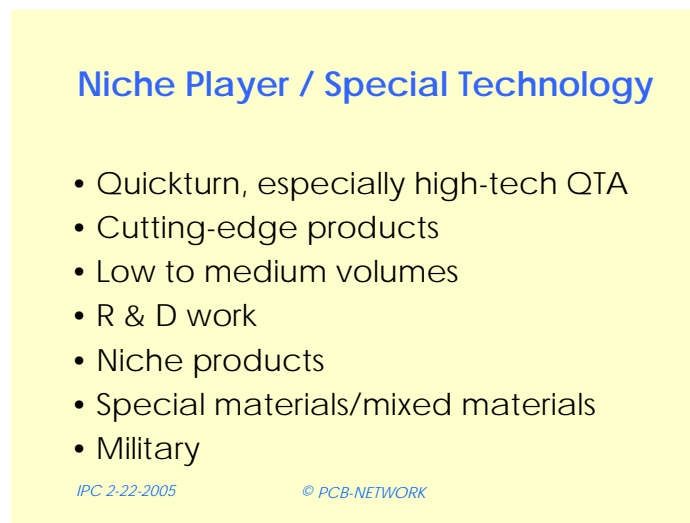 Niche Player / Special Technology
• Quickturn, especially high-tech QTA
• Cutting-edge products
• Low to medium volumes
• R & D work
• Niche products
• Special materials/mixed materials
• Military
IPC 2-22-2005 © PCB-NETWORK